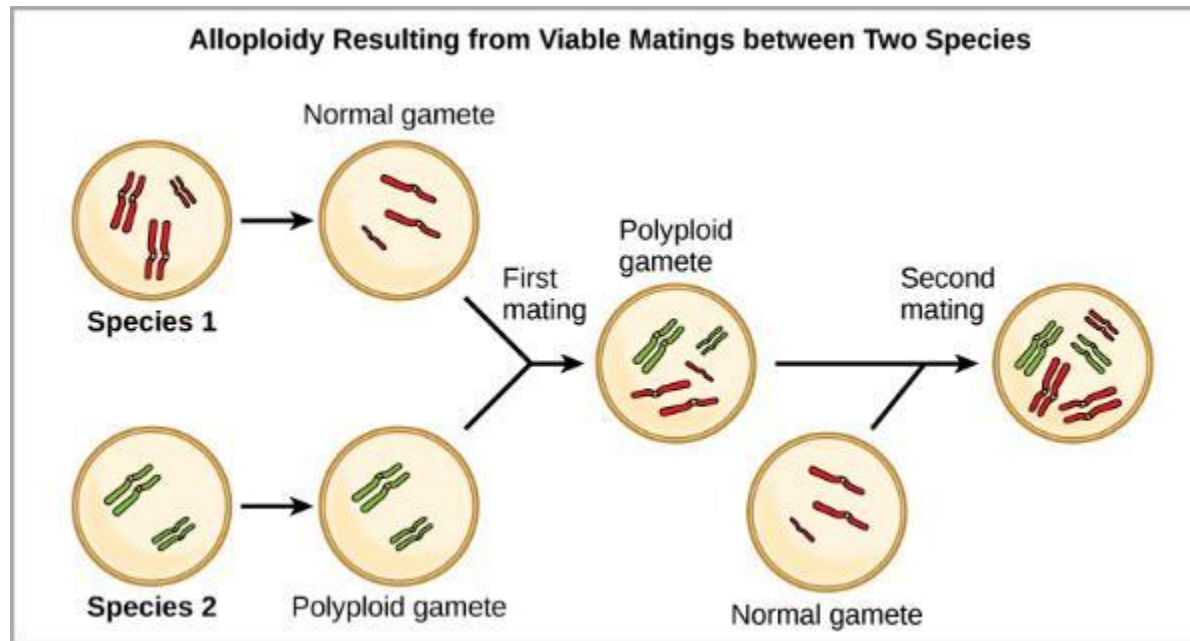 Alloploidy Resulting from Viable Matings between Two Species
Normal gamete
Species 1
First
mating
Polyploid
gamete
Second
mating
Species 2
Polyploid gamete
Normal gamete